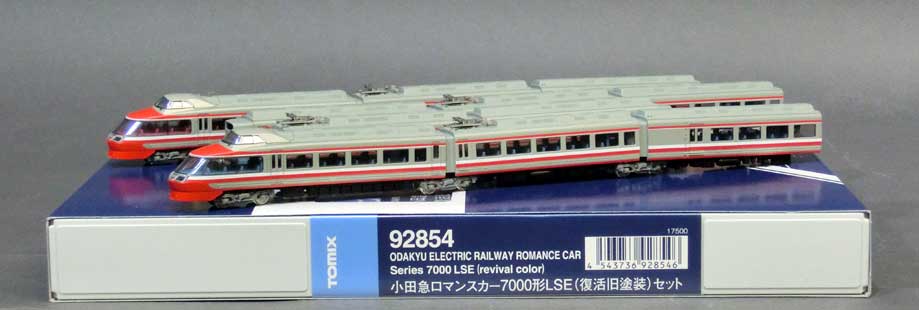 TOMIX
92854
ODAKYU ELECTRIC RAILWAY ROMANCE CAR
Series 7000 LSE (revival color)
小田急ロマンスカー7000形LSE(復活旧塗装)セット
17500
4 543736 928546